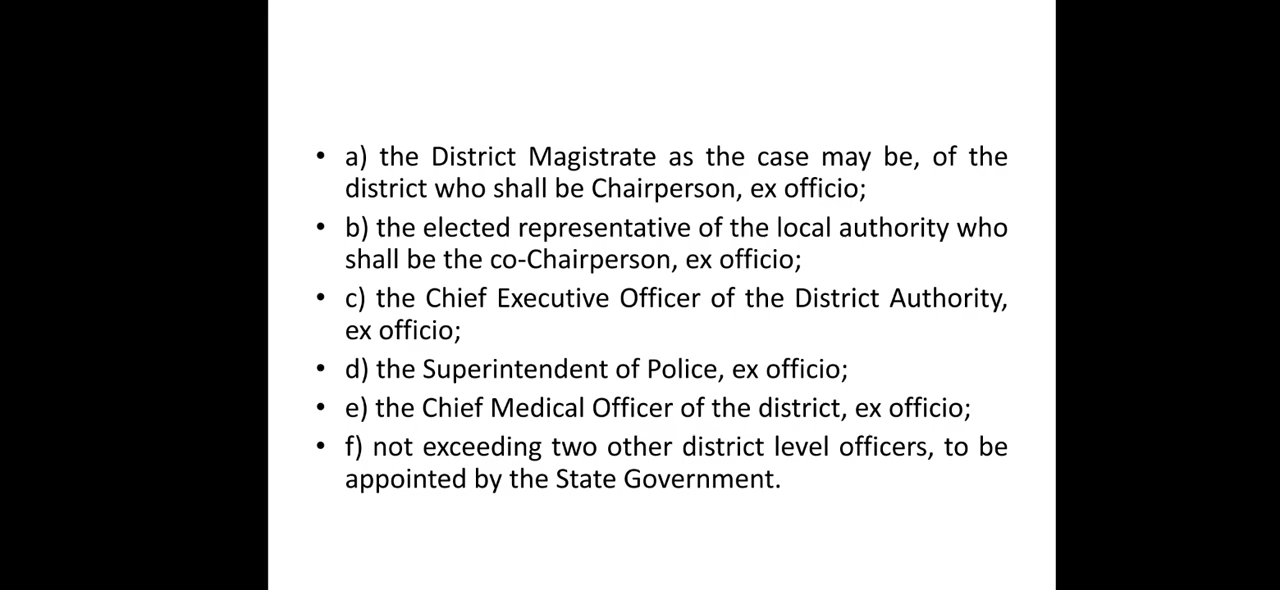 • a) the District Magistrate as the case may be, of the
district who shall be Chairperson, ex officio;
• b) the elected representative of the local authority who
shall be the co-Chairperson, ex officio;
• c) the Chief Executive Officer of the District Authority,
ex officio;
• d) the Superintendent of Police, ex officio;
• e) the Chief Medical Officer of the district, ex officio;
• f) not exceeding two other district level officers, to be
appointed by the State Government.